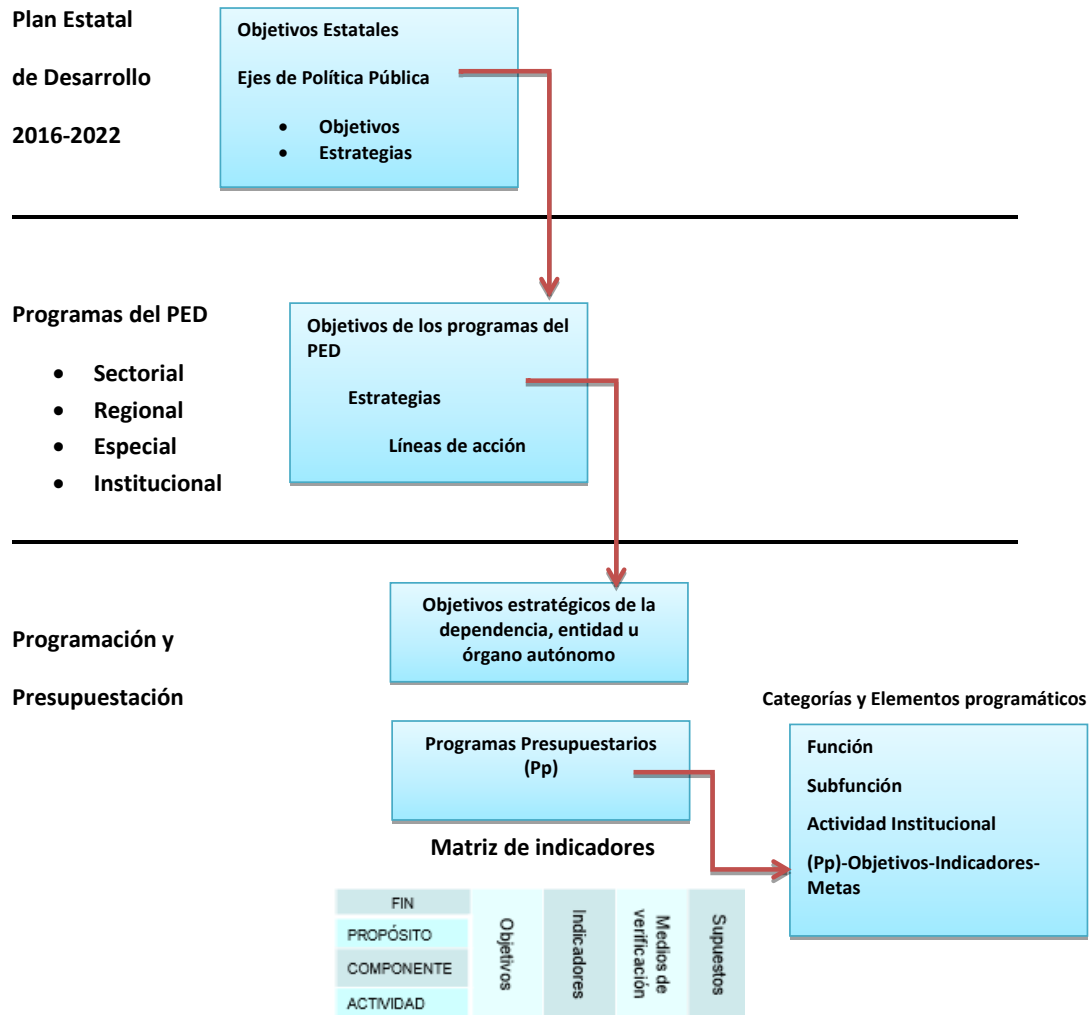 Plan Estatal
de Desarrollo
2016-2022
Objetivos Estatales
Ejes de Política Pública
• Objetivos
• Estrategias
Programas del PED
• Sectorial
• Regional
• Especial
• Institucional
Objetivos de los programas del
PED
Estrategias
Líneas de acción
Programación y
Presupuestación
Objetivos estratégicos de la
dependencia, entidad u
órgano autónomo
Programas Presupuestarios
(Pp)
Categorías y Elementos programáticos
Función
Subfunción
Actividad Institucional
(Pp)-Objetivos-Indicadores-
Metas
Matriz de indicadores
FIN
PROPÓSITO
COMPONENTE
ACTIVIDAD
Objetivos
Indicadores
Medios de
verificación
Supuestos